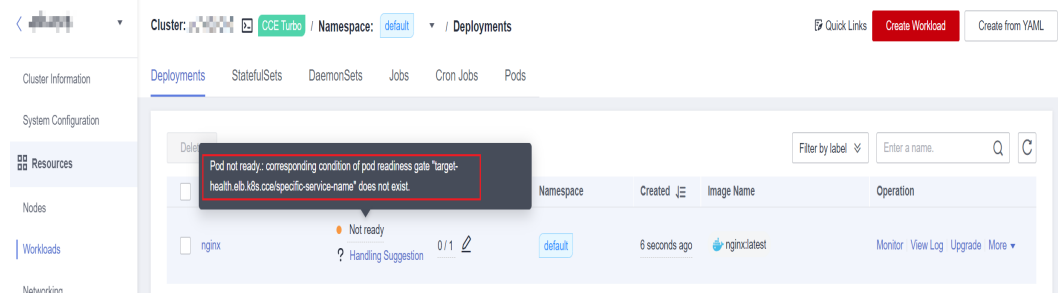 Cluster: CCE Turbo / Namespace: default / Deployments
Quick Links Create Workload Create from YAML
Cluster Information
System Configuration
Resources
Nodes
Workloads
Networking
Deployments StatefulSets DaemonSets Jobs Cron Jobs Pods
Filter by label Enter a name.
Pod not ready.: corresponding condition of pod readiness gate "target-
health.elb.k8s.cce/specific-service-name" does not exist.
Namespace Created Image Name Operation
nginx Not ready 0 / 1 default 6 seconds ago nginx:latest Monitor View Log Upgrade More
? Handling Suggestion